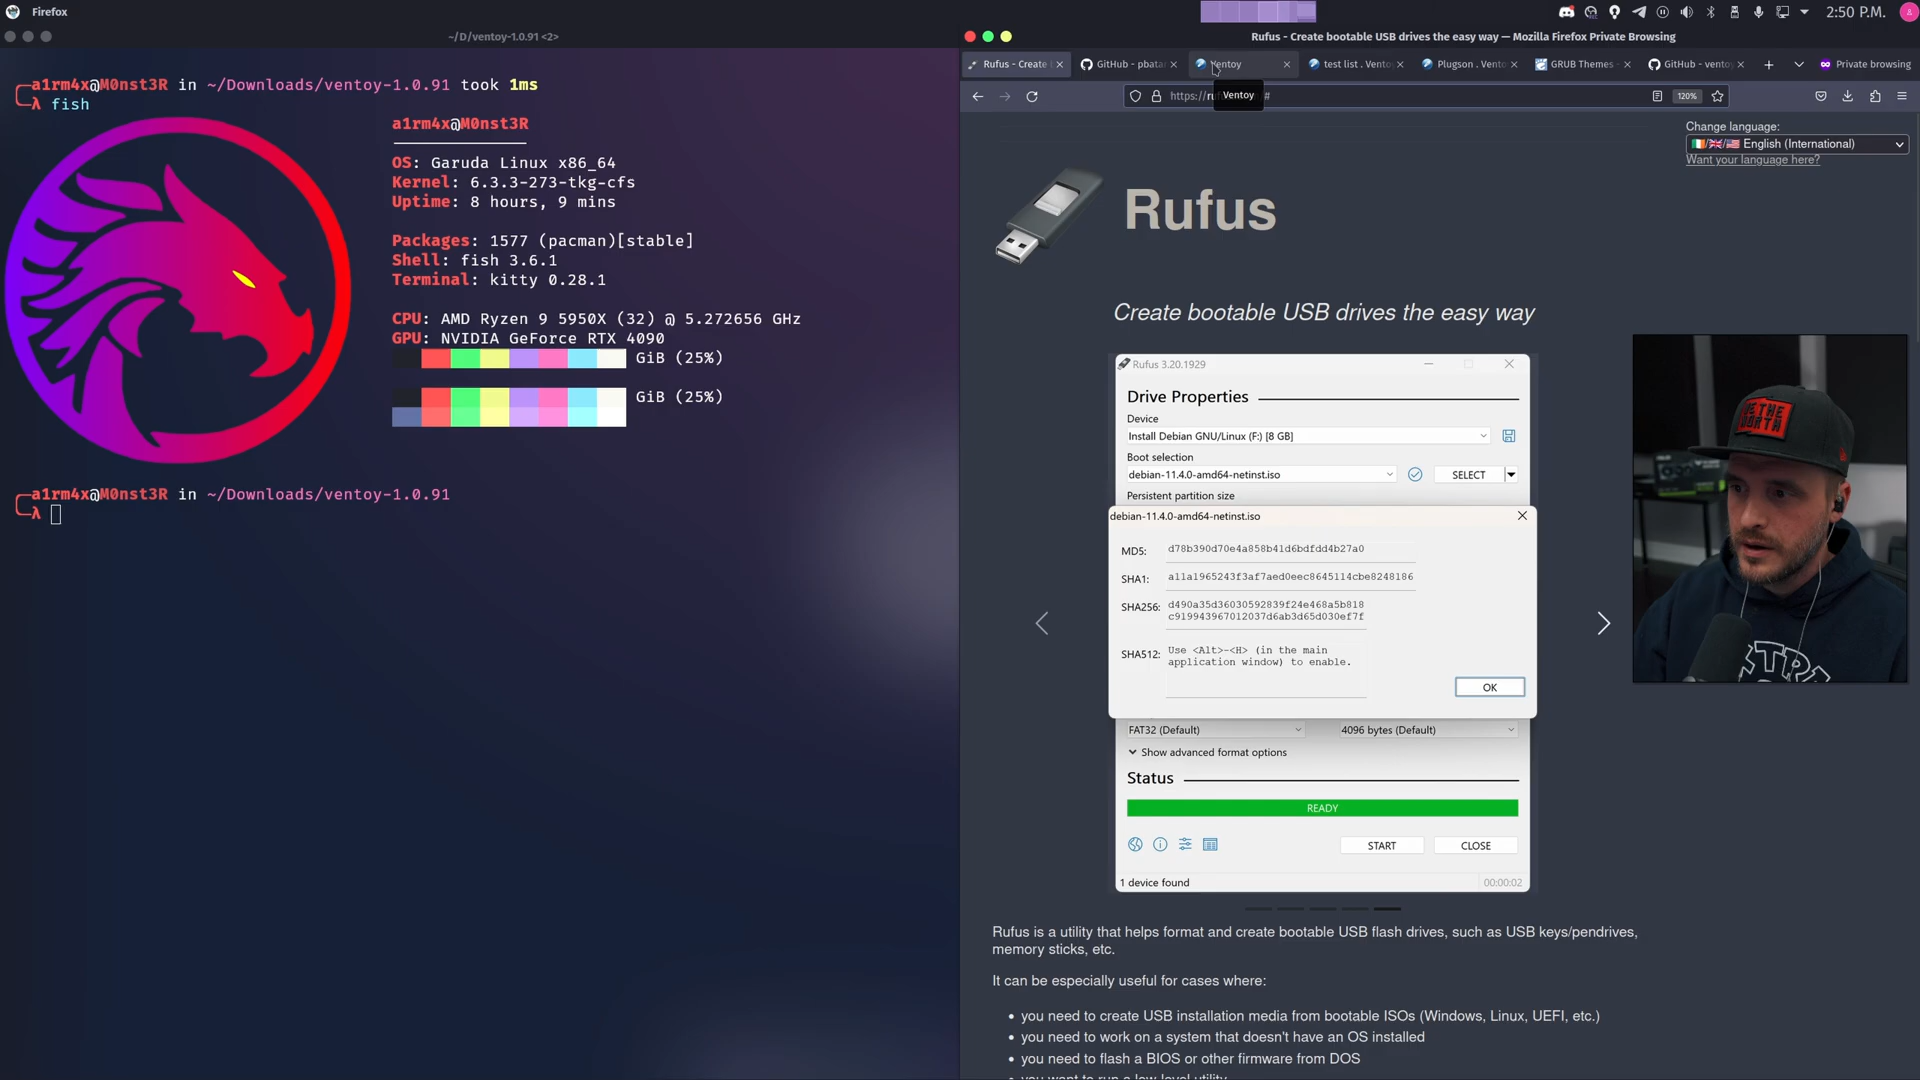 Firefox
2:50 P.M.
~/D/ventoy-1.0.91 <2>
a1rm4x@M0nst3R in ~/Downloads/ventoy-1.0.91 took 1ms
λ fish
a1rm4x@M0nst3R
OS: Garuda Linux x86_64
Kernel: 6.3.3-273-tkg-cfs
Uptime: 8 hours, 9 mins
Packages: 1577 (pacman)[stable]
Shell: fish 3.6.1
Terminal: kitty 0.28.1
CPU: AMD Ryzen 9 5950X (32) @ 5.272656 GHz
GPU: NVIDIA GeForce RTX 4090
GiB (25%)
GiB (25%)
a1rm4x@M0nst3R in ~/Downloads/ventoy-1.0.91
λ
Rufus - Create bootable USB drives the easy way — Mozilla Firefox Private Browsing
Rufus - Create
GitHub - pbatar
Ventoy
test list . Vento
Plugson . Vento
GRUB Themes -
GitHub - vento
Private browsing
https://ru
#
120%
Ventoy
Change language:
English (International)
Want your language here?
Rufus
Create bootable USB drives the easy way
Rufus 3.20.1929
Drive Properties
Device
Install Debian GNU/Linux (F:) [8 GB]
Boot selection
debian-11.4.0-amd64-netinst.iso
SELECT
Persistent partition size
debian-11.4.0-amd64-netinst.iso
MD5: d78b390d70e4a858b41d6bdfdd4b27a0
SHA1: a11a1965243f3af7aed0eec8645114cbe8248186
SHA256: d490a35d36030592839f24e468a5b818
c919943967012037d6ab3d65d030ef7f
SHA512: Use <Alt>-<H> (in the main
application window) to enable.
OK
FAT32 (Default)
4096 bytes (Default)
Show advanced format options
Status
READY
START
CLOSE
1 device found
00:00:02
Rufus is a utility that helps format and create bootable USB flash drives, such as USB keys/pendrives,
memory sticks, etc.
It can be especially useful for cases where:
• you need to create USB installation media from bootable ISOs (Windows, Linux, UEFI, etc.)
• you need to work on a system that doesn't have an OS installed
• you need to flash a BIOS or other firmware from DOS
• you want to run a low-level utility